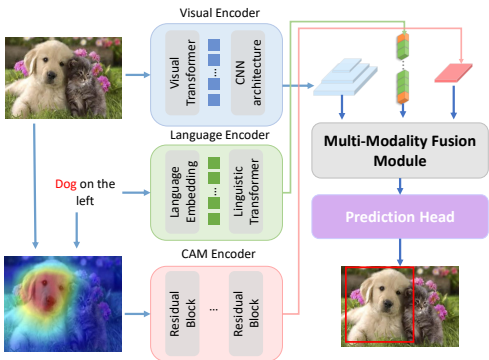 Visual Encoder
Visual
Transformer
...
CNN
architecture
Language Encoder
Dog on the
left
Language
Embedding
...
Linguistic
Transformer
CAM Encoder
Residual
Block
...
Residual
Block
Multi-Modality Fusion
Module
Prediction Head